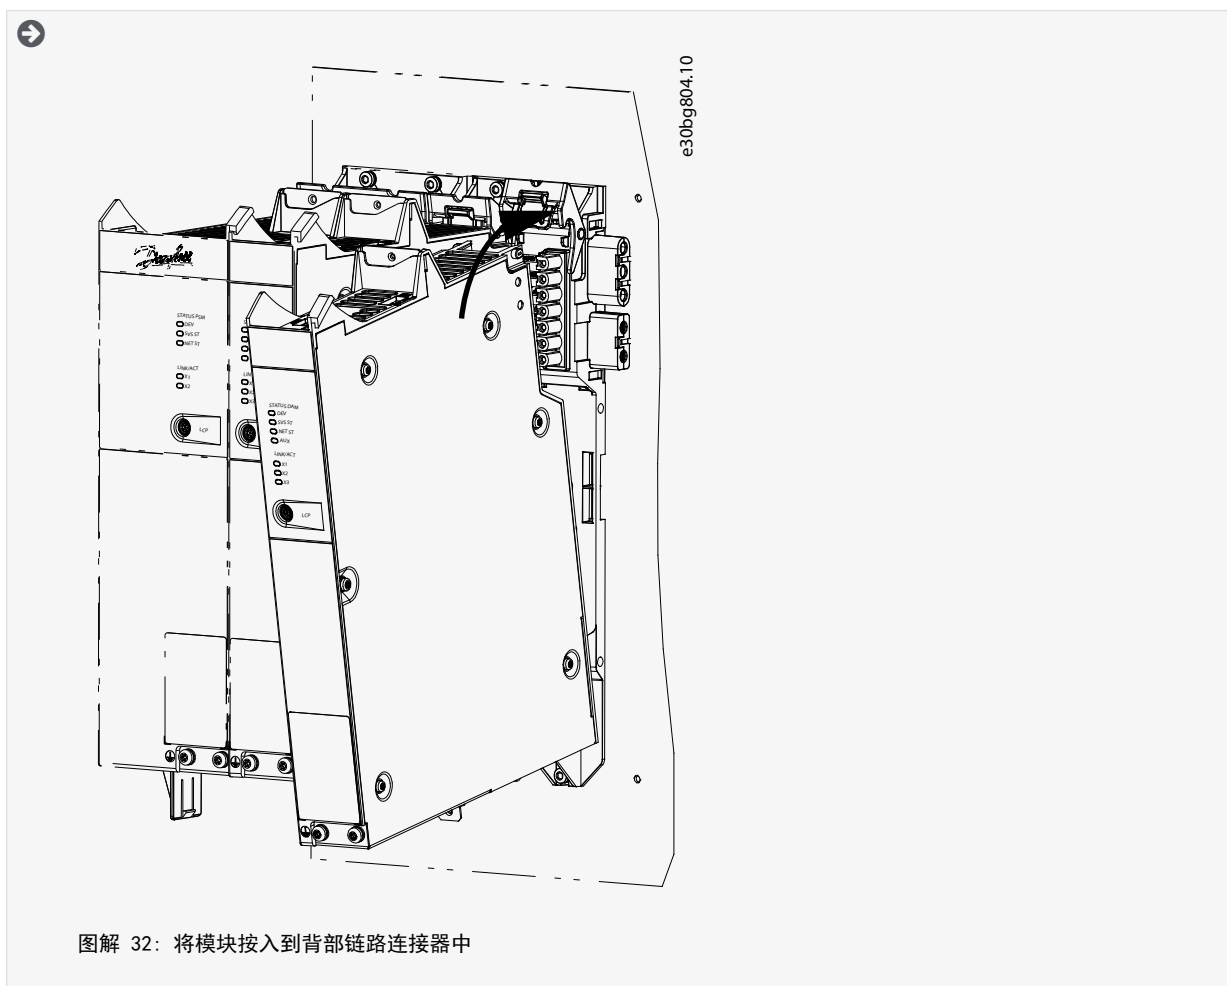 e30bg804.10
STATUS PSM
DEV
SVS ST
NET ST
LINK/ACT
X1
X2
LCP
STATUS DAM
DEV
SVS ST
NET ST
AUX
LINK/ACT
X1
X2
X3
LCP
图解 32: 将模块按入到背部链路连接器中